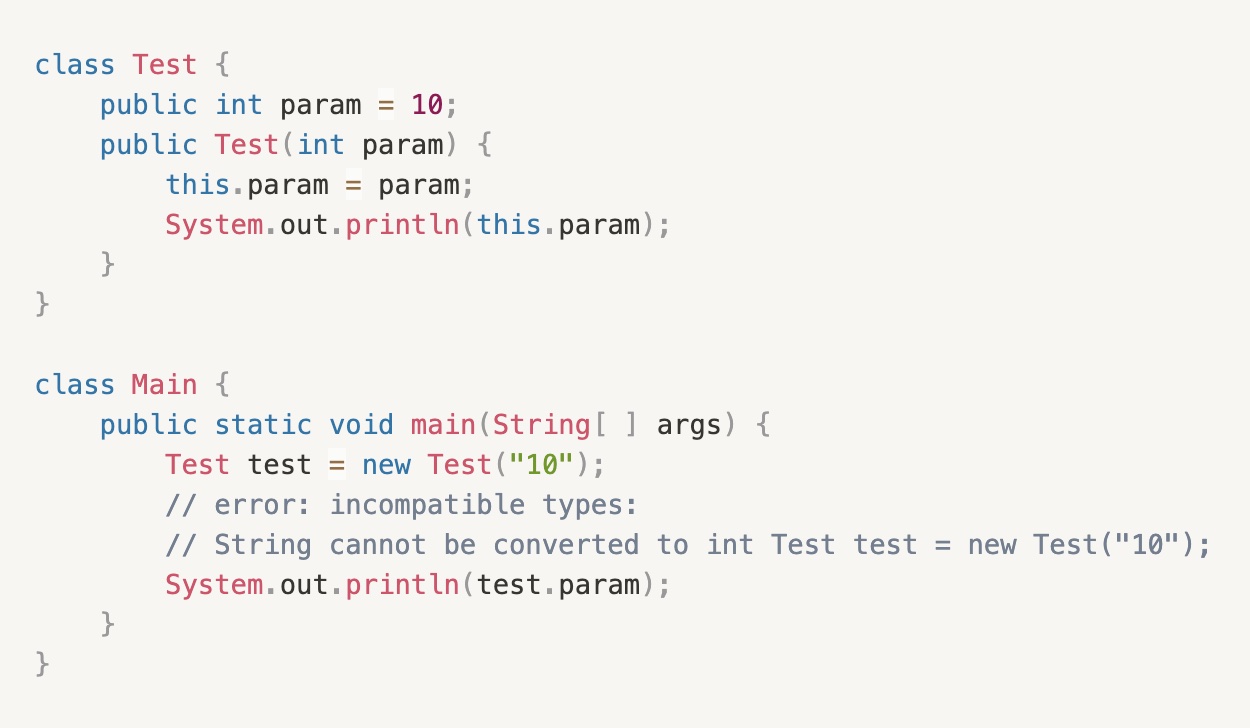 class Test {
    public int param = 10;
    public Test(int param) {
        this.param = param;
        System.out.println(this.param);
    }
}

class Main {
    public static void main(String[ ] args) {
        Test test = new Test("10");
        // error: incompatible types:
        // String cannot be converted to int Test test = new Test("10");
        System.out.println(test.param);
    }
}